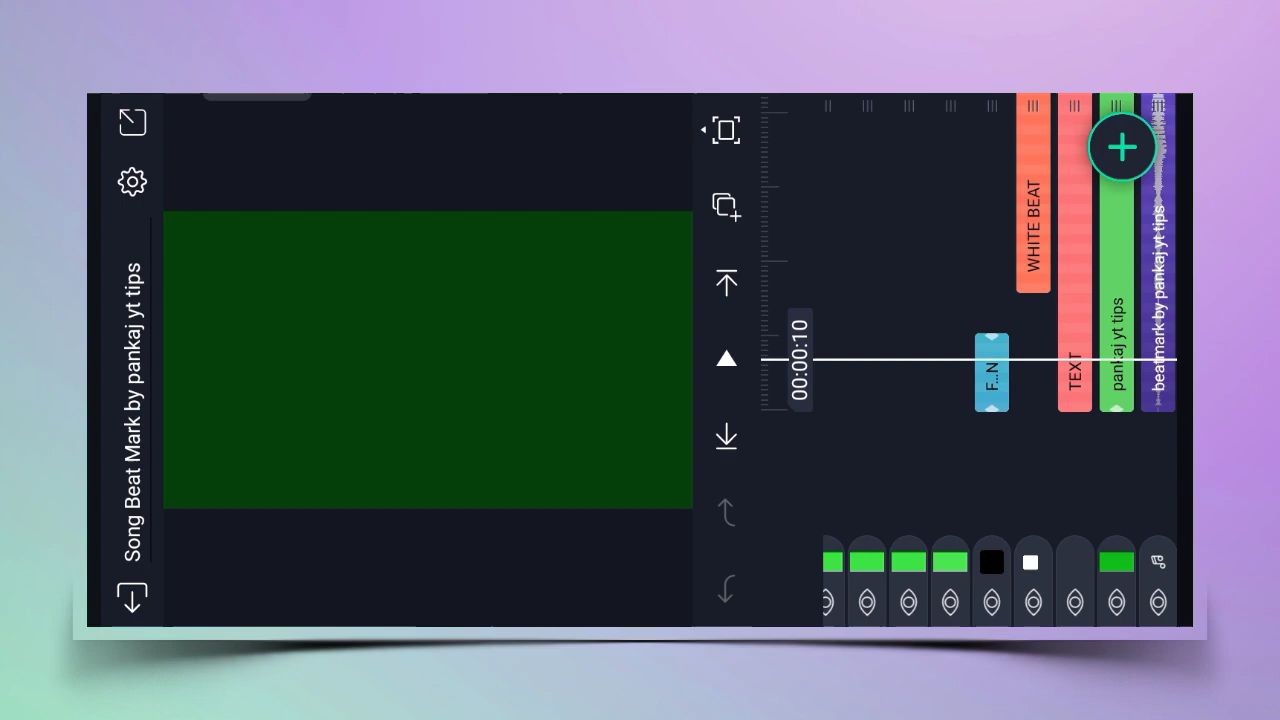 Song Beat Mark by pankaj yt tips
00:00:10
F...N
WHITE BEAT
TEXT
pankaj yt tips
beatmark by pankaj yt tips